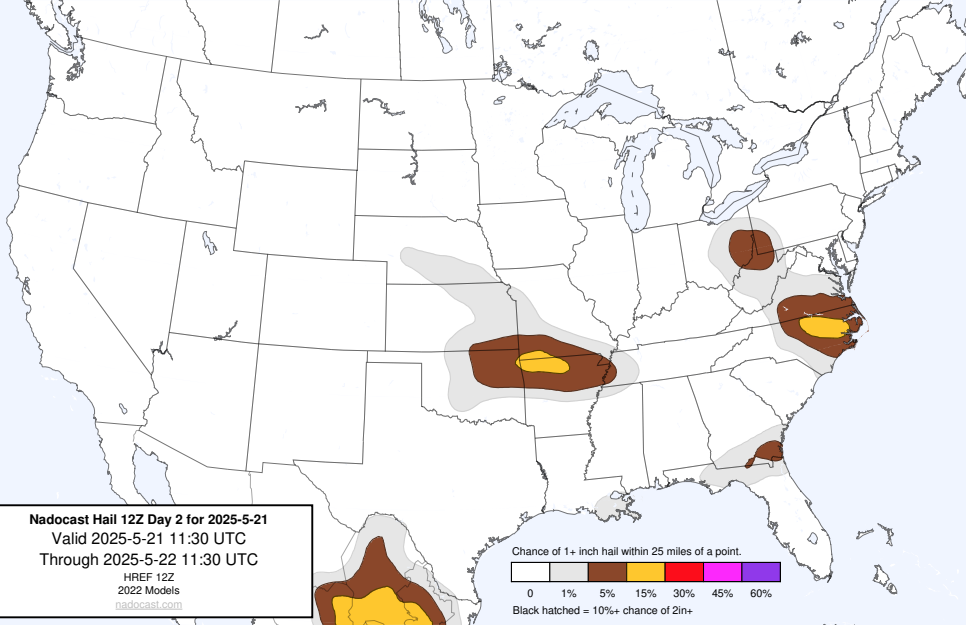 Nadocast Hail 12Z Day 2 for 2025-5-21
Valid 2025-5-21 11:30 UTC
Through 2025-5-22 11:30 UTC
HREF 12Z
2022 Models
nadocast.com
Chance of 1+ inch hail within 25 miles of a point.
0 1% 5% 15% 30% 45% 60%
Black hatched = 10%+ chance of 2in+